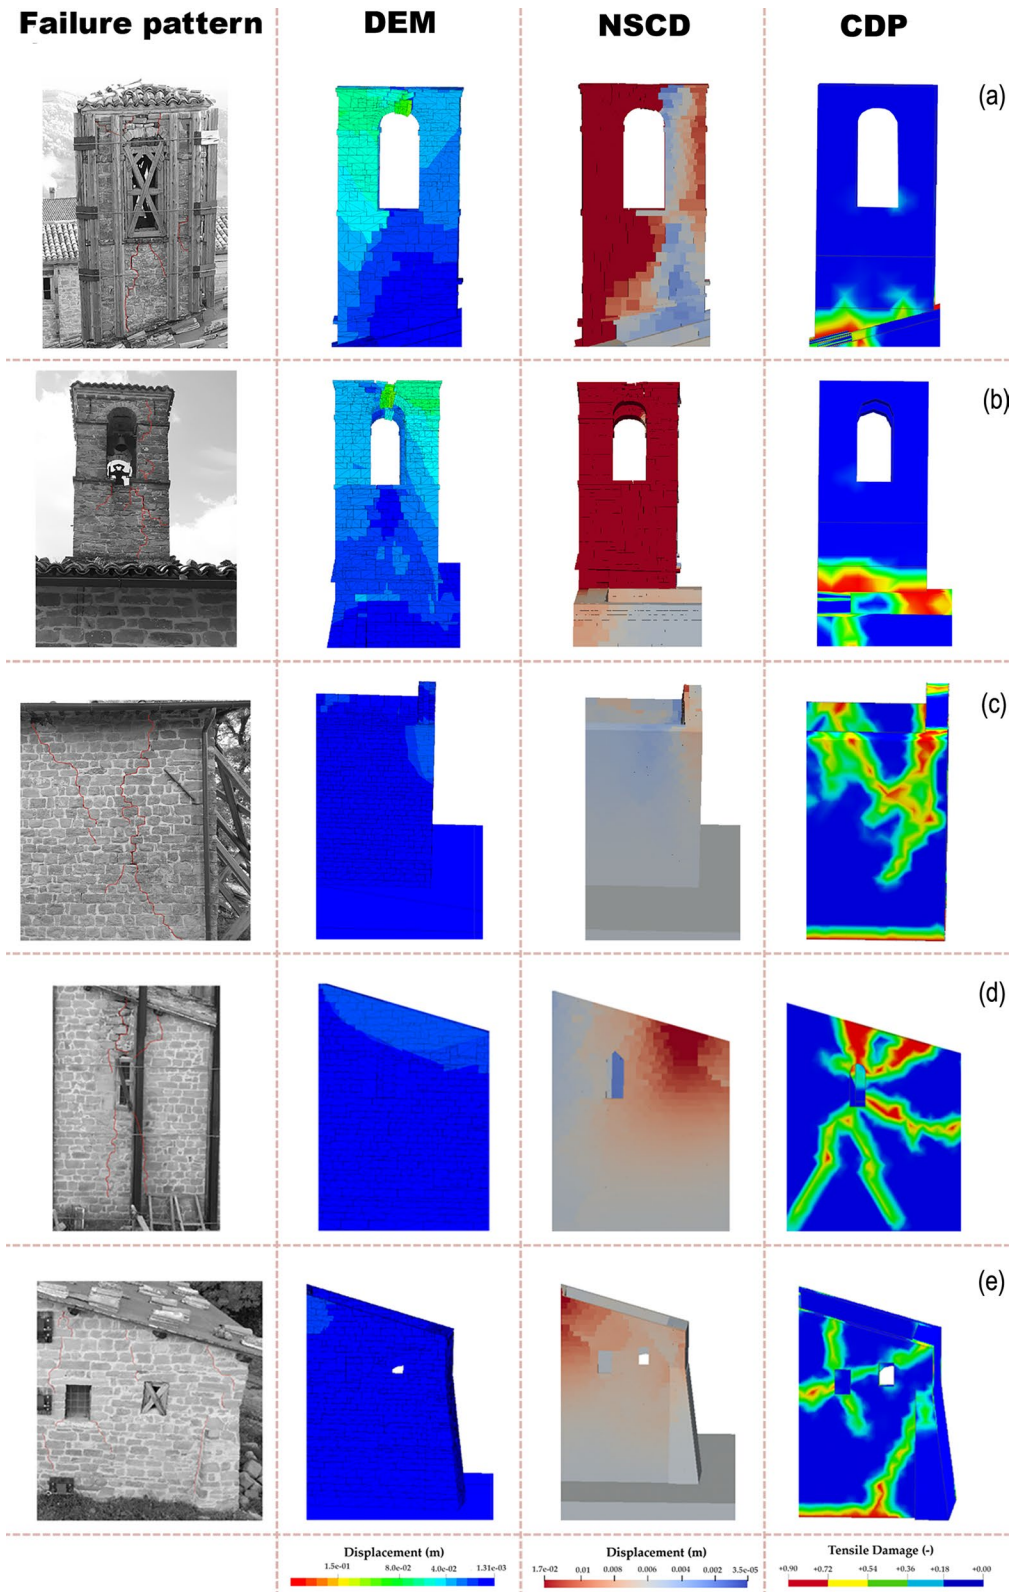 Failure pattern DEM NSCD CDP
(a)
(b)
(c)
(d)
(e)
Displacement (m) Displacement (m) Tensile Damage (-)
1.5e-01 8.0e-02 4.0e-02 1.31e-03 1.7e-02 0.01 0.008 0.006 0.004 0.002 0.001 3.5e-05 +0.90 +0.72 +0.54 +0.36 +0.18 +0.00